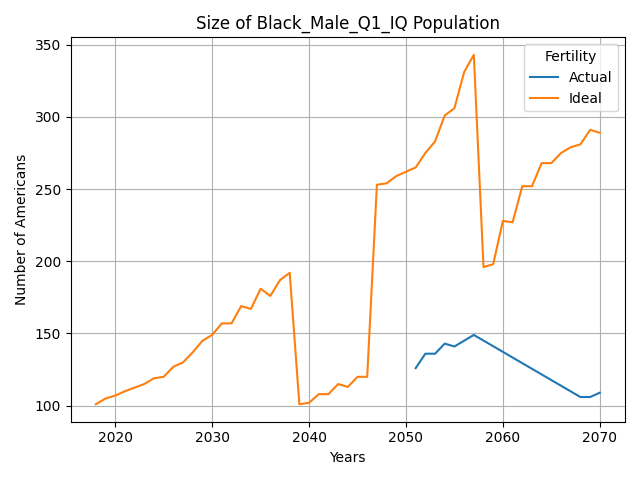 Size of Black_Male_Q1_IQ Population
Fertility
Actual
Ideal
Number of Americans
350
300
250
200
150
100
2020 2030 2040 2050 2060 2070
Years